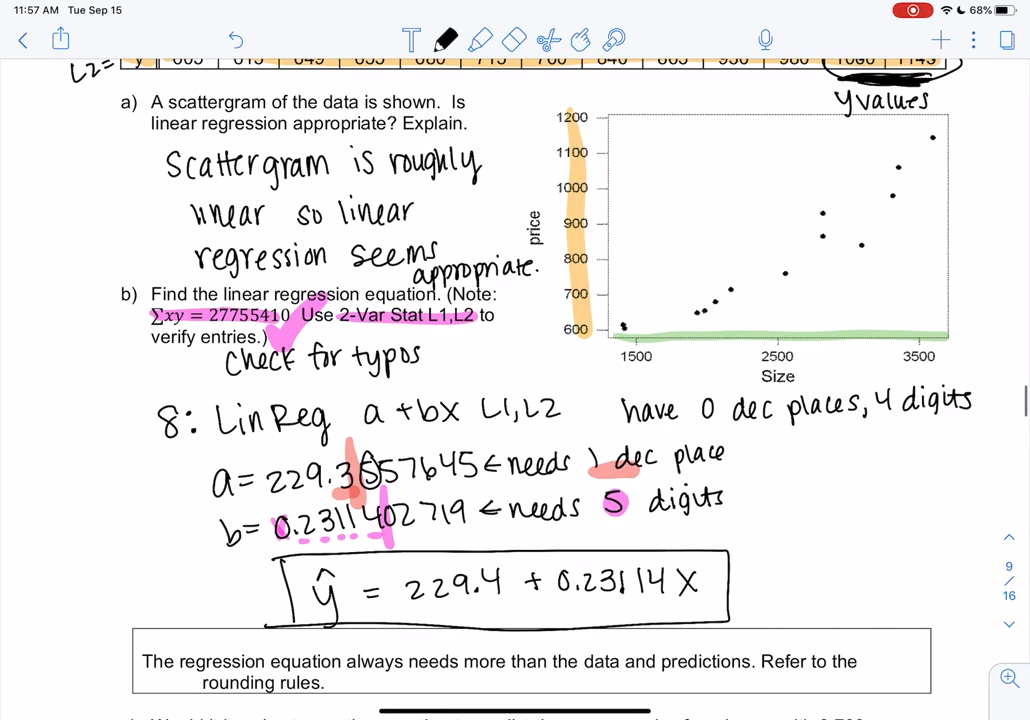 11:57 AM Tue Sep 15
68%
L2=
y
1143
y values
a) A scattergram of the data is shown. Is
linear regression appropriate? Explain.
Scattergram is roughly
linear so linear
regression seems
appropriate.
b) Find the linear regression equation. (Note:
∑xy = 27755410 Use 2-Var Stat L1,L2 to
verify entries.)
check for typos
1200
1100
1000
900
800
700
600
price
1500 2500 3500
Size
8: LinReg a+bx L1,L2 have 0 dec places, 4 digits
a= 229.3557645 ← needs 1 dec place
b= 0.2311402719 ← needs 5 digits
ŷ = 229.4 + 0.23114 x
The regression equation always needs more than the data and predictions. Refer to the
rounding rules.
9
/
16